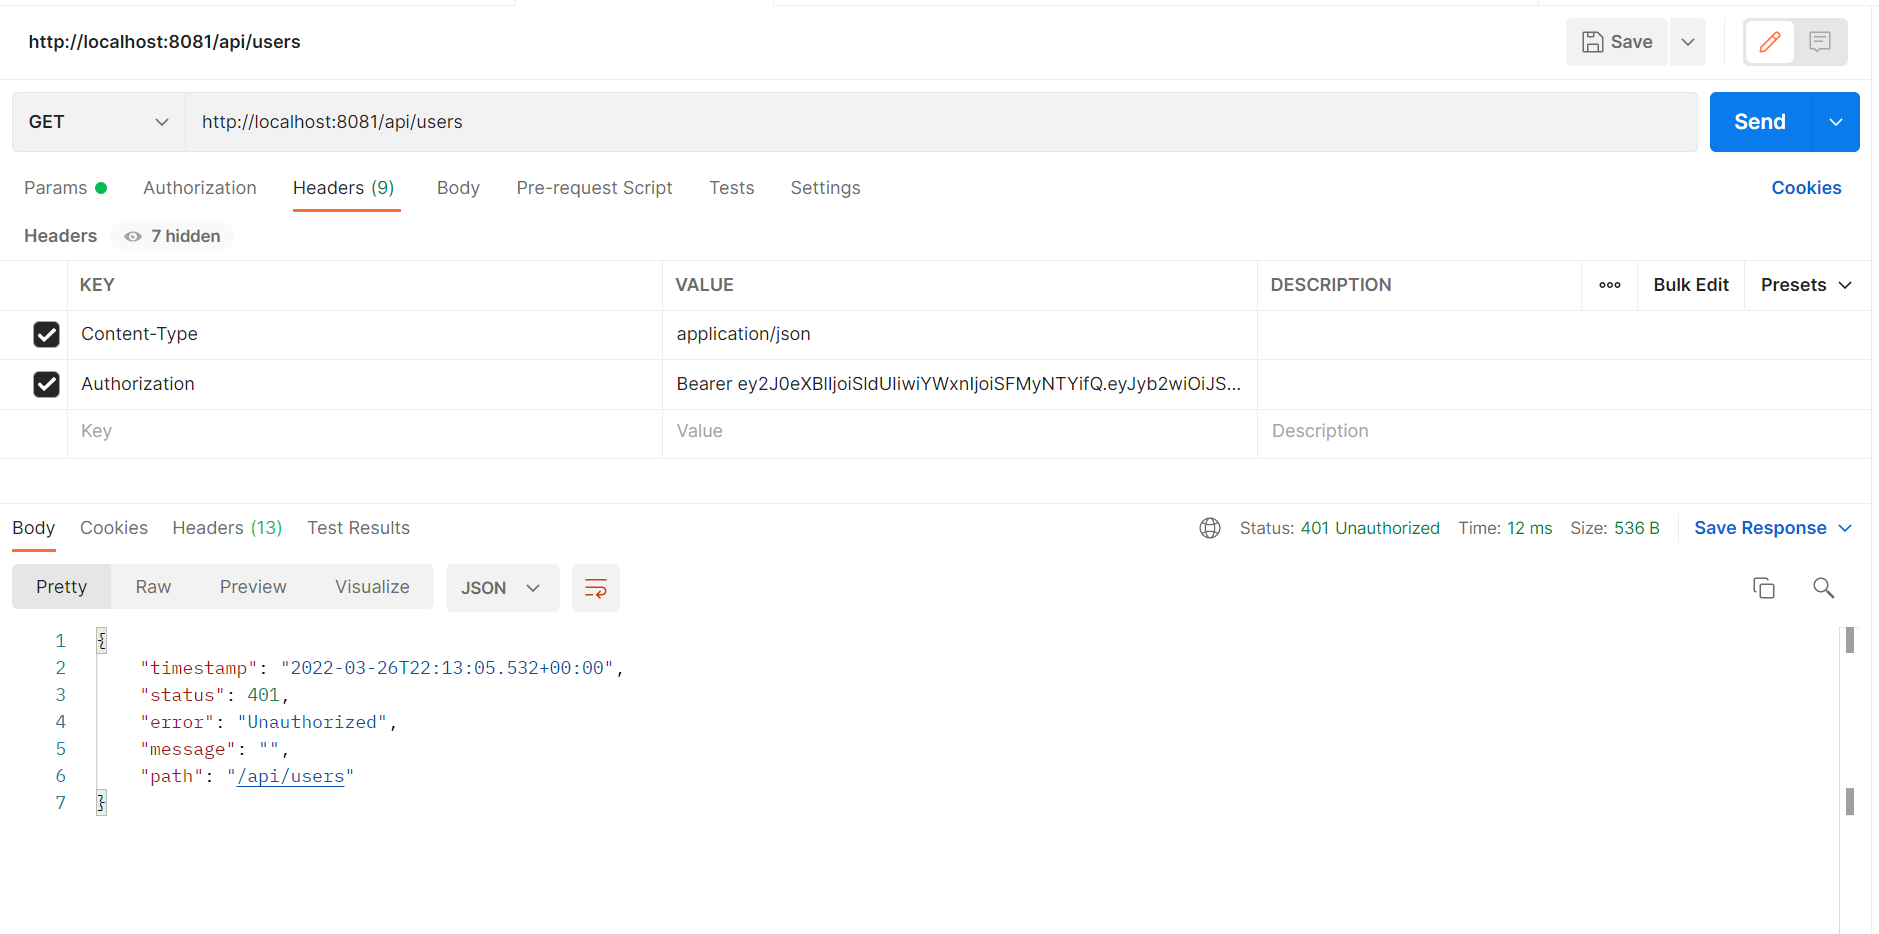 http://localhost:8081/api/users
Save
GET
http://localhost:8081/api/users
Send
Params Authorization Headers (9) Body Pre-request Script Tests Settings Cookies
Headers 7 hidden
KEY VALUE DESCRIPTION ooo Bulk Edit Presets
Content-Type application/json
Authorization Bearer ey2J0eXBlIjoiSldUIiwiYWxnIjoiSFMyNTYifQ.eyJyb2wiOiJS...
Key Value Description
Body Cookies Headers (13) Test Results Status: 401 Unauthorized Time: 12 ms Size: 536 B Save Response
Pretty Raw Preview Visualize JSON
1 {
2 "timestamp": "2022-03-26T22:13:05.532+00:00",
3 "status": 401,
4 "error": "Unauthorized",
5 "message": "",
6 "path": "/api/users"
7 }